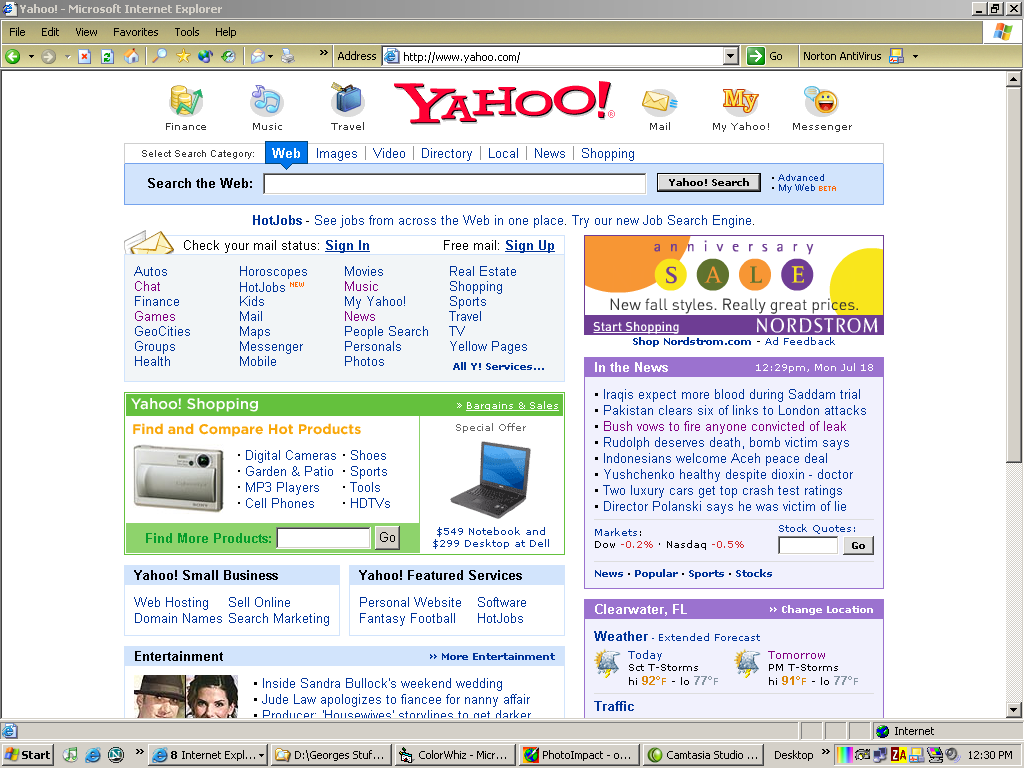 Yahoo! - Microsoft Internet Explorer
File Edit View Favorites Tools Help
» Address http://www.yahoo.com/ Go Norton AntiVirus
Finance Music Travel YAHOO!® Mail My Yahoo! Messenger
Select Search Category: Web Images Video Directory Local News Shopping
Search the Web: Yahoo! Search
• Advanced
• My Web BETA
HotJobs - See jobs from across the Web in one place. Try our new Job Search Engine.
Check your mail status: Sign In Free mail: Sign Up
Autos Horoscopes Movies Real Estate
Chat HotJobs NEW Music Shopping
Finance Kids My Yahoo! Sports
Games Mail News Travel
GeoCities Maps People Search TV
Groups Messenger Personals Yellow Pages
Health Mobile Photos All Y! Services...
anniversary
SALE
New fall styles. Really great prices.
Start Shopping NORDSTROM
Shop Nordstrom.com - Ad Feedback
Yahoo! Shopping » Bargains & Sales
Find and Compare Hot Products
• Digital Cameras • Shoes
• Garden & Patio • Sports
• MP3 Players • Tools
• Cell Phones • HDTVs
SONY
Find More Products: Go
Special Offer
$549 Notebook and
$299 Desktop at Dell
In the News 12:29pm, Mon Jul 18
• Iraqis expect more blood during Saddam trial
• Pakistan clears six of links to London attacks
• Bush vows to fire anyone convicted of leak
• Rudolph deserves death, bomb victim says
• Indonesians welcome Aceh peace deal
• Yushchenko healthy despite dioxin - doctor
• Two luxury cars get top crash test ratings
• Director Polanski says he was victim of lie
Markets:
Dow -0.2% · Nasdaq -0.5%
Stock Quotes:
Go
News · Popular · Sports · Stocks
Yahoo! Small Business
Web Hosting Sell Online
Domain Names Search Marketing
Yahoo! Featured Services
Personal Website Software
Fantasy Football HotJobs
Clearwater, FL » Change Location
Weather - Extended Forecast
Today
Sct T-Storms
hi 92°F - lo 77°F
Tomorrow
PM T-Storms
hi 91°F - lo 77°F
Traffic
Entertainment » More Entertainment
• Inside Sandra Bullock's weekend wedding
• Jude Law apologizes to fiancee for nanny affair
• Producer: 'Housewives' storylines to get darker
Internet
Start » 8 Internet Expl... D:\Georges Stuf... ColorWhiz - Micr... PhotoImpact - o... Camtasia Studio ... Desktop » ZA 12:30 PM